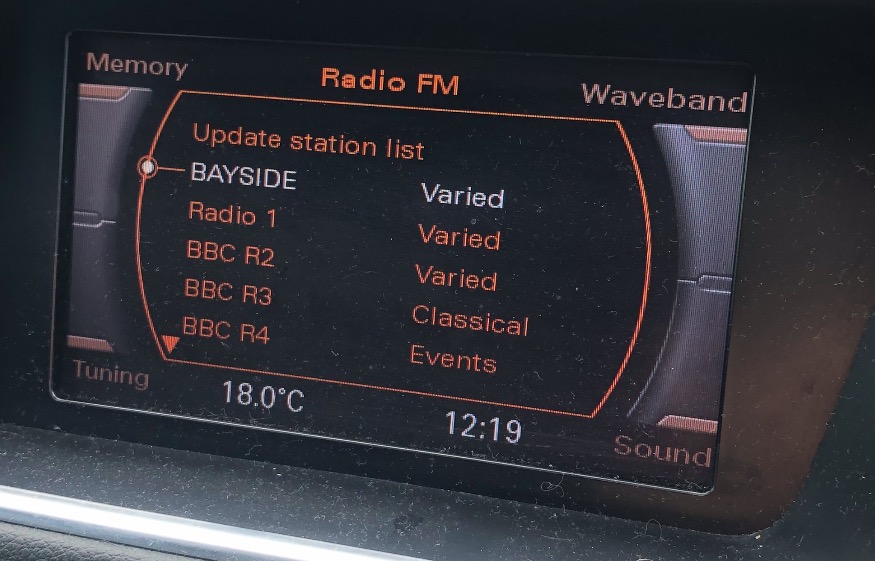 Memory
Radio FM
Waveband
Update station list
BAYSIDE Varied
Radio 1 Varied
BBC R2 Varied
BBC R3 Classical
BBC R4 Events
Tuning
18.0°C 12:19
Sound